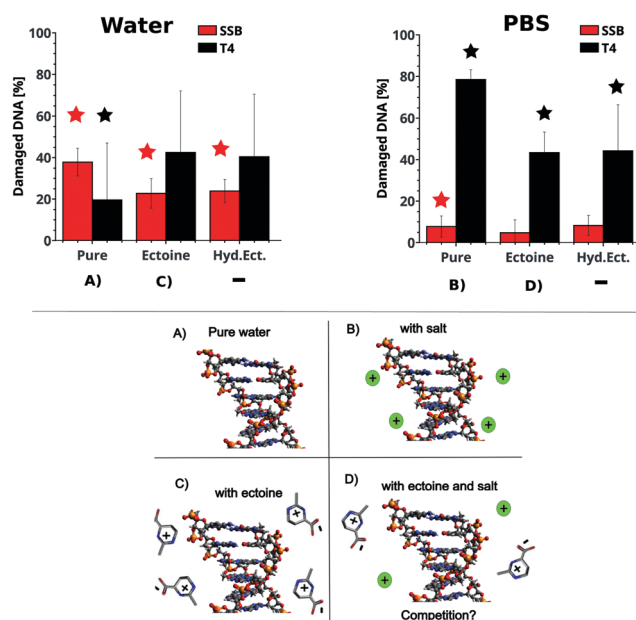 Water
PBS
SSB
T4
SSB
T4
Damaged DNA [%]
100
80
60
40
20
0
Pure
Ectoine
Hyd.Ect.
A)
C)
-
Damaged DNA [%]
100
80
60
40
20
0
Pure
Ectoine
Hyd.Ect.
B)
D)
-
A)
Pure water
B)
with salt
+
+
+
+
C)
with ectoine
+
-
+
-
+
+
-
D)
with ectoine and salt
+
-
+
+
-
+
Competition?